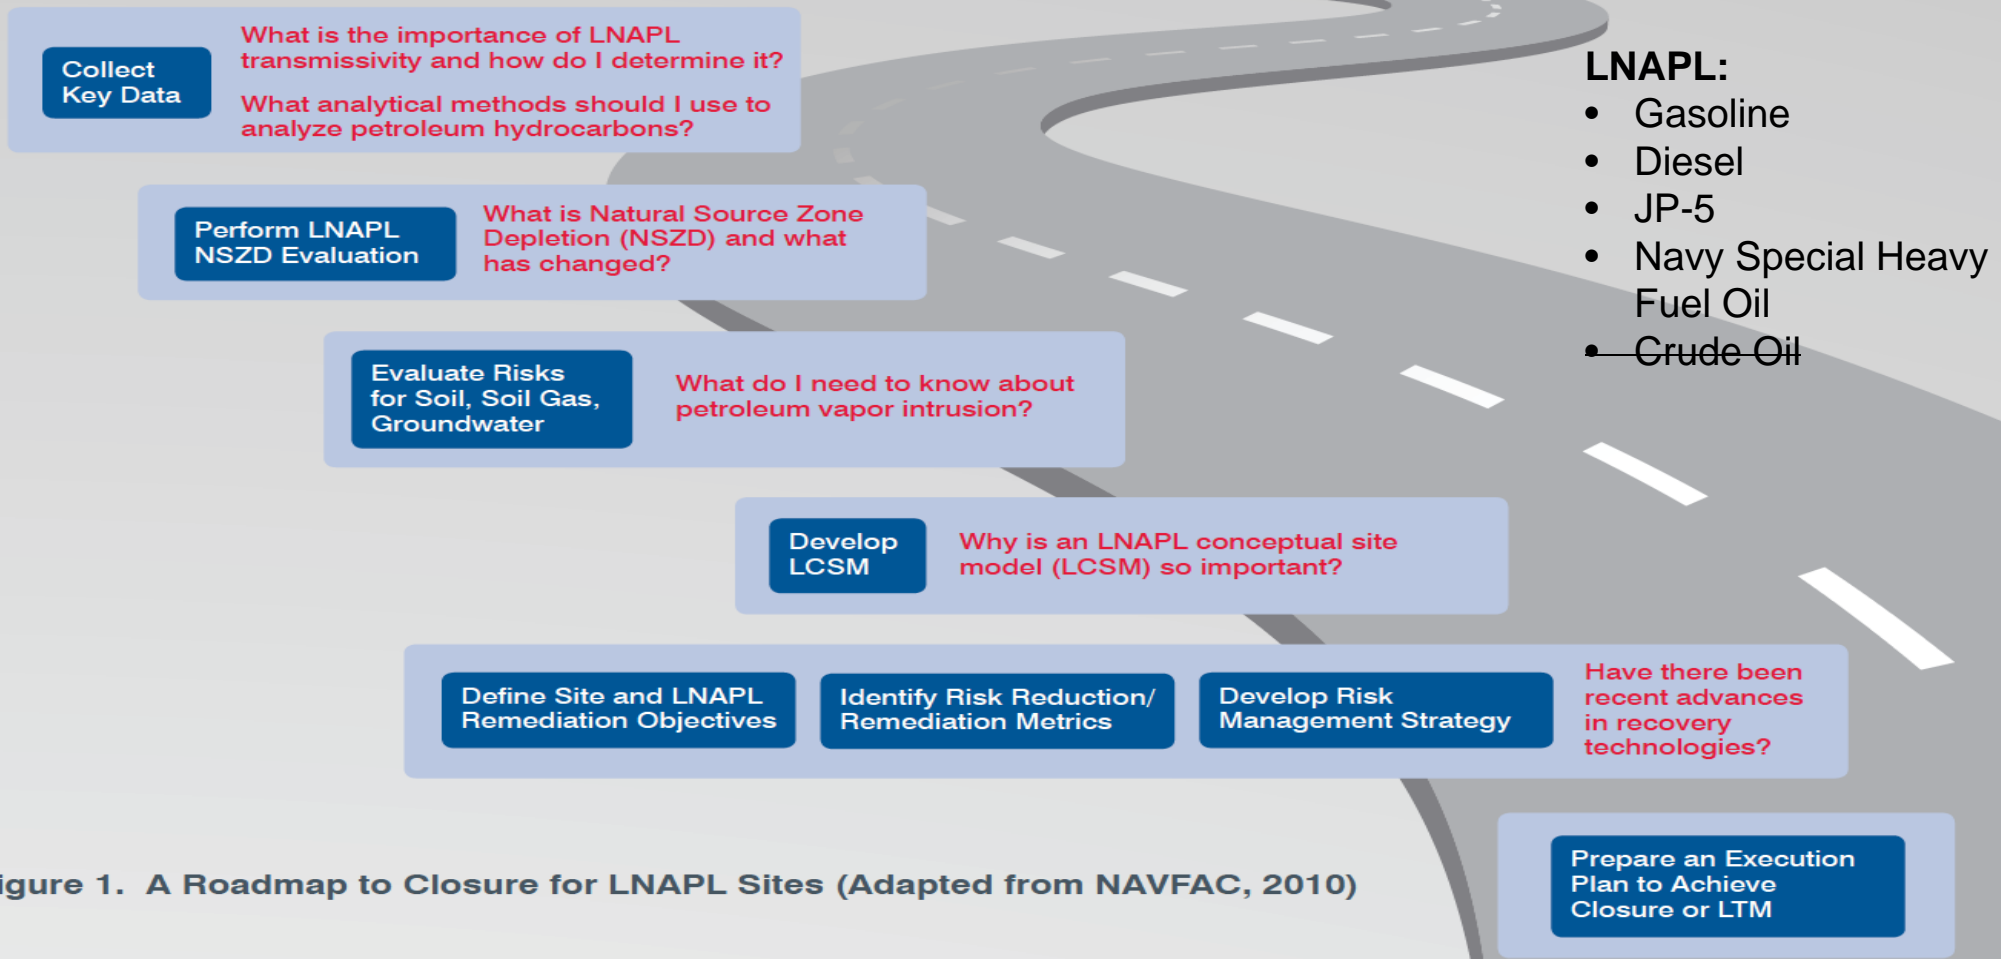 Collect
Key Data
What is the importance of LNAPL
transmissivity and how do I determine it?
What analytical methods should I use to
analyze petroleum hydrocarbons?
LNAPL:
• Gasoline
• Diesel
• JP-5
• Navy Special Heavy
Fuel Oil
• Crude Oil
Perform LNAPL
NSZD Evaluation
What is Natural Source Zone
Depletion (NSZD) and what
has changed?
Evaluate Risks
for Soil, Soil Gas,
Groundwater
What do I need to know about
petroleum vapor intrusion?
Develop
LCSM
Why is an LNAPL conceptual site
model (LCSM) so important?
Define Site and LNAPL
Remediation Objectives
Identify Risk Reduction/
Remediation Metrics
Develop Risk
Management Strategy
Have there been
recent advances
in recovery
technologies?
Prepare an Execution
Plan to Achieve
Closure or LTM
igure 1. A Roadmap to Closure for LNAPL Sites (Adapted from NAVFAC, 2010)